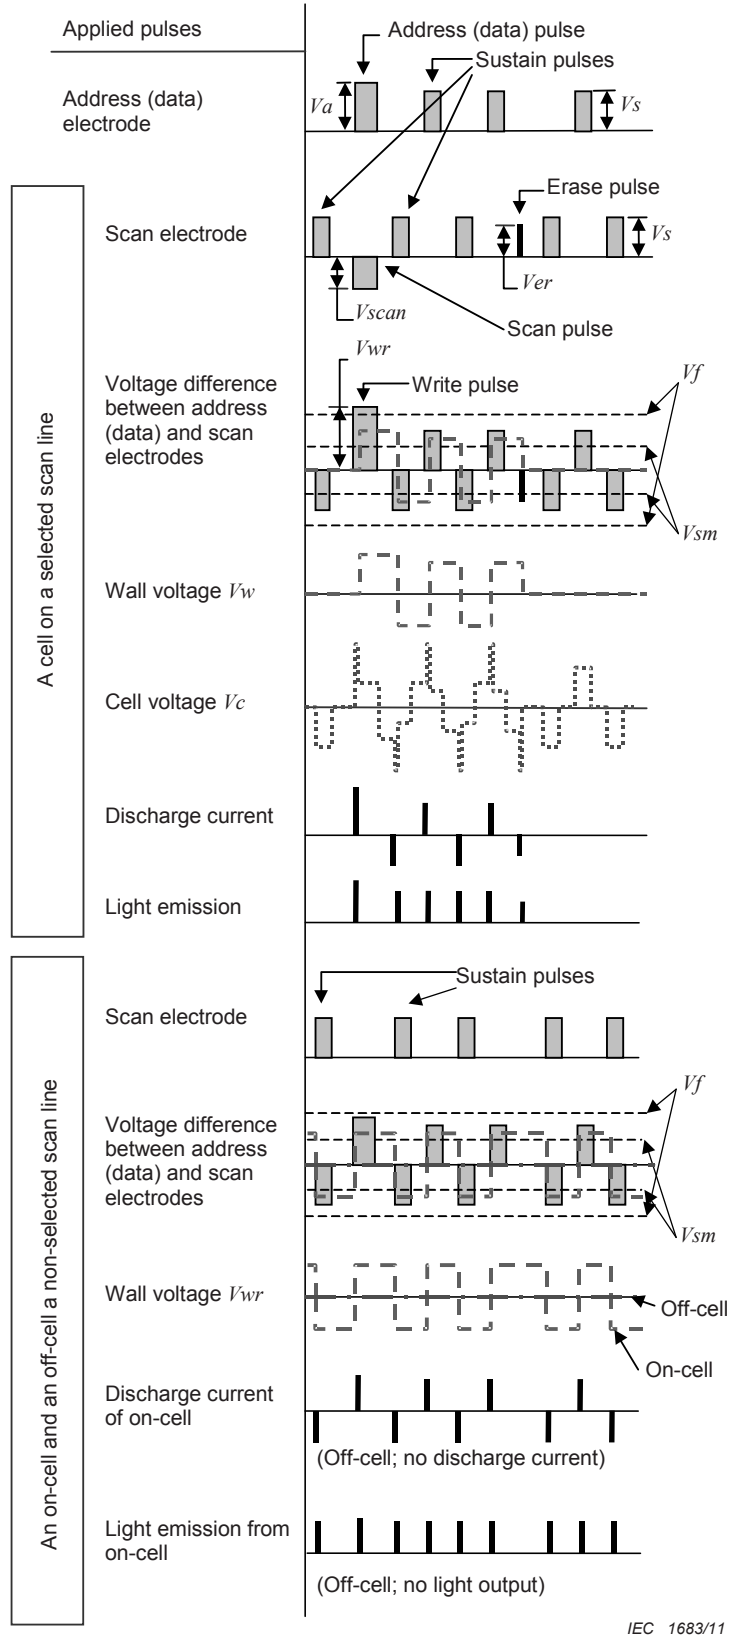 Applied pulses
Address (data) pulse
Sustain pulses
Address (data)
electrode
Va
Vs
A cell on a selected scan line
Erase pulse
Scan electrode
Vs
Ver
Vscan
Scan pulse
Vwr
Voltage difference
between address
(data) and scan
electrodes
Write pulse
Vf
Vsm
Wall voltage Vw
Cell voltage Vc
Discharge current
Light emission
An on-cell and an off-cell a non-selected scan line
Sustain pulses
Scan electrode
Vf
Voltage difference
between address
(data) and scan
electrodes
Vsm
Wall voltage Vwr
Off-cell
On-cell
Discharge current
of on-cell
(Off-cell; no discharge current)
Light emission from
on-cell
(Off-cell; no light output)
IEC 1683/11